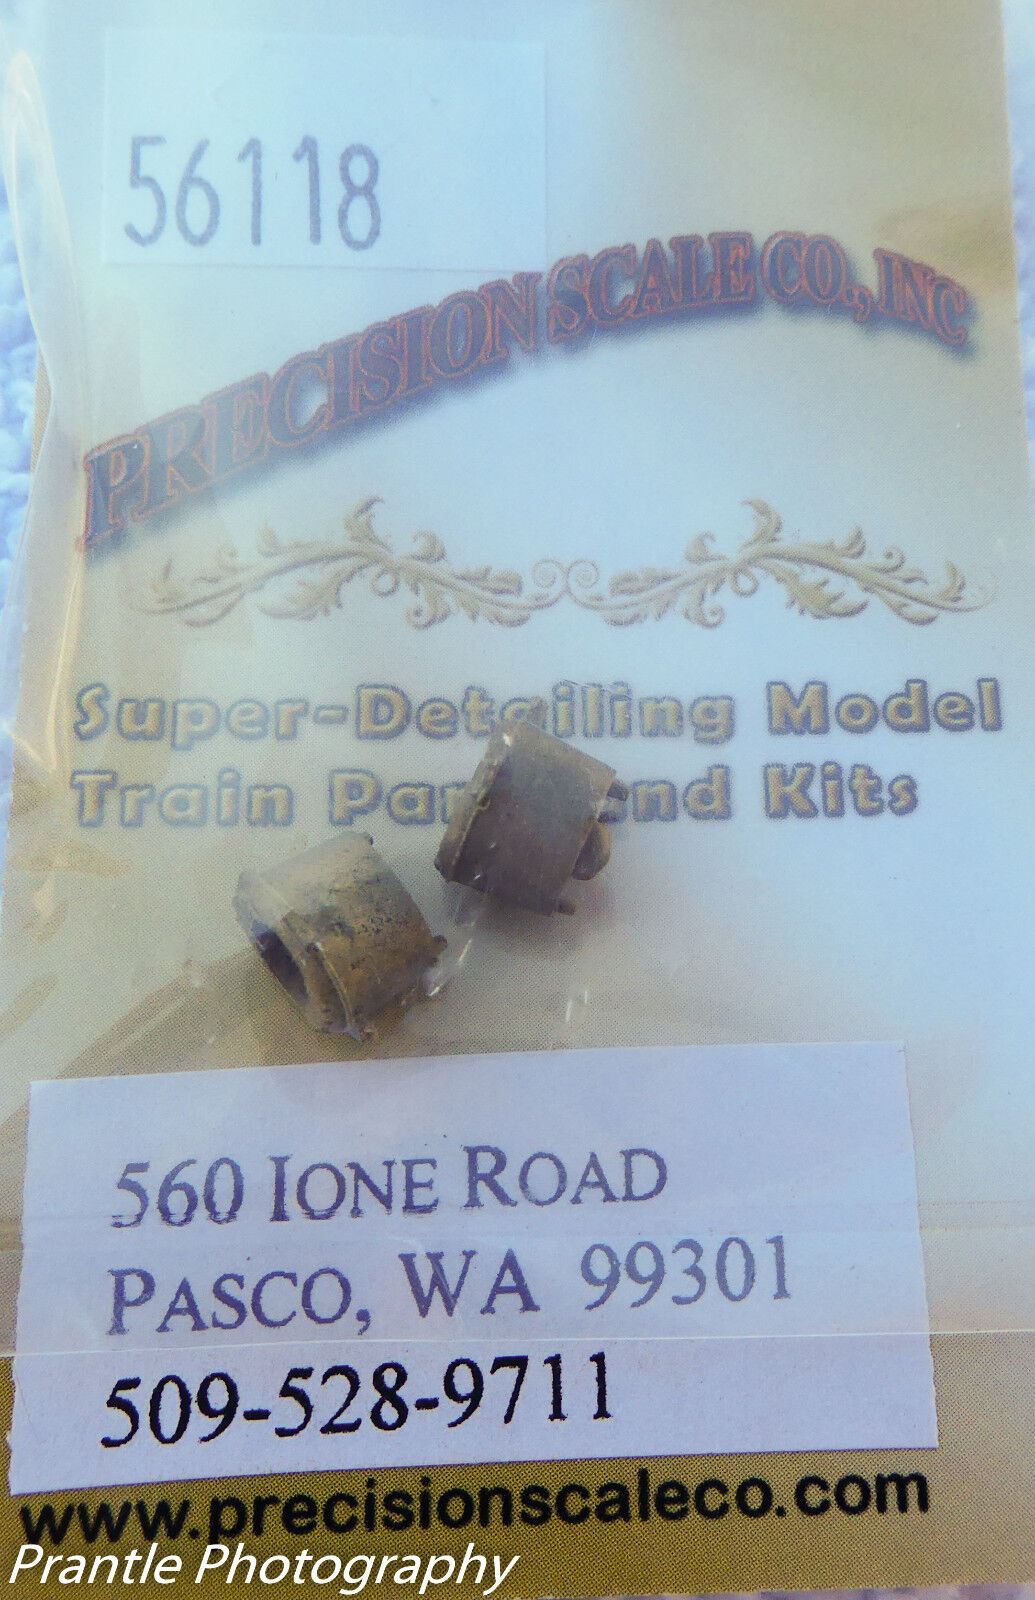 56118
PRECISION SCALE CO., INC
Super-Detailing Model
Train Par nd Kits
560 IONE ROAD
PASCO, WA 99301
509-528-9711
www.precisionscaleco.com
Prantle Photography